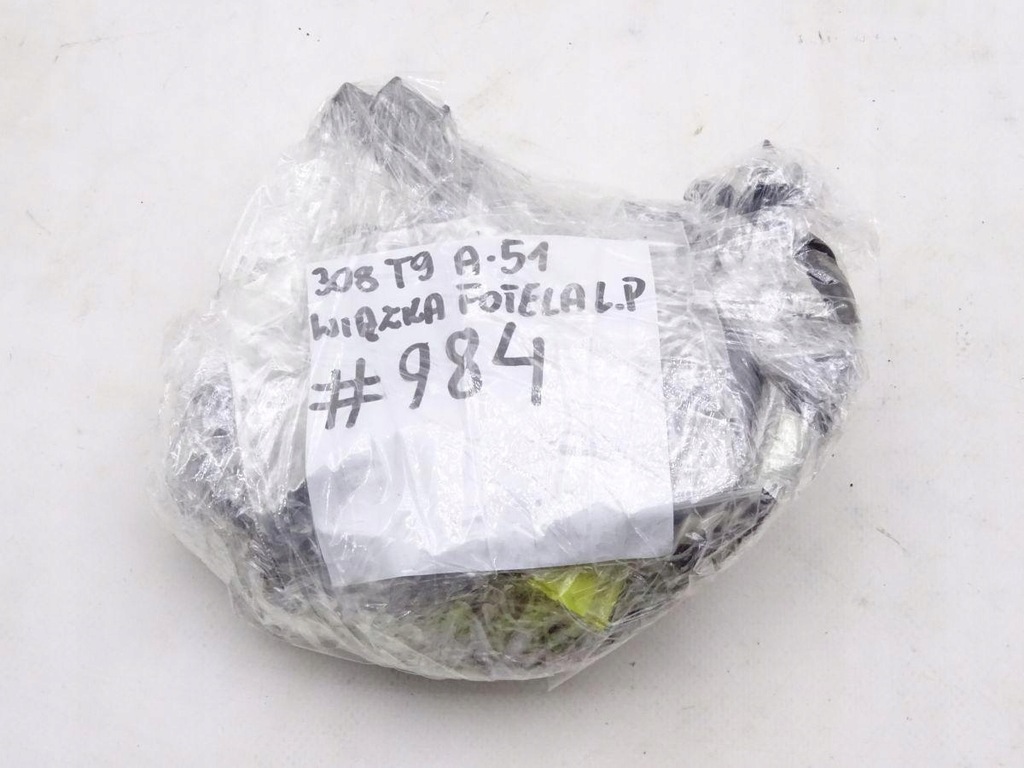 308 T9 A.51
WIĄZKA FOTELA L.P
#984